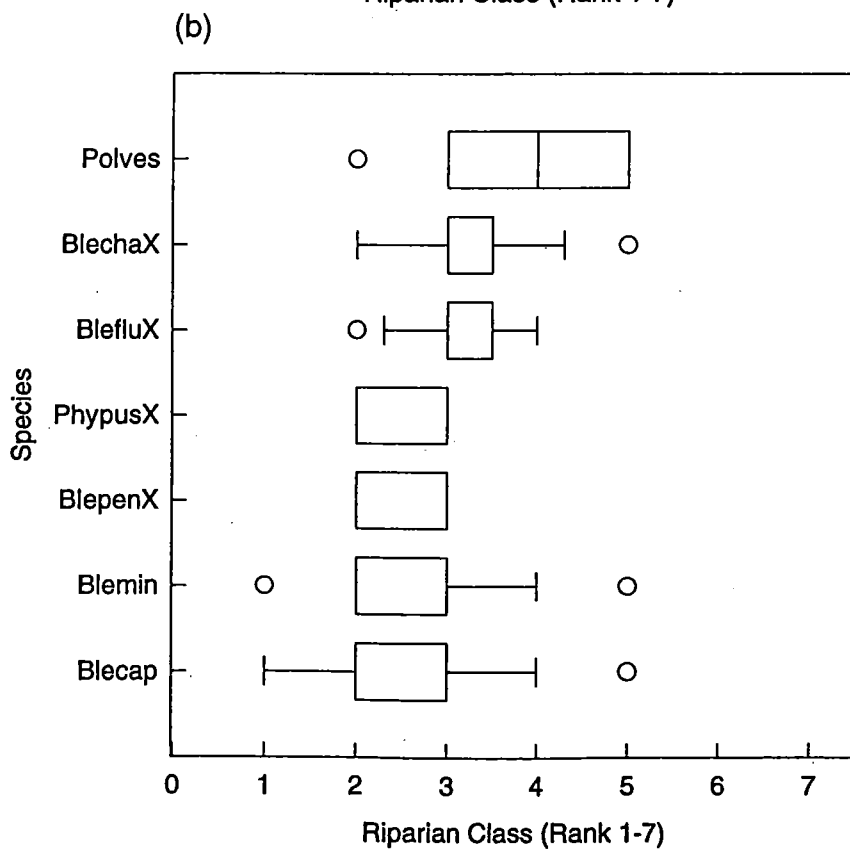 (b)
Polves
BlechaX
BlefluX
PhypusX
BlepenX
Blemin
Blecap
Species
0 1 2 3 4 5 6 7
Riparian Class (Rank 1-7)